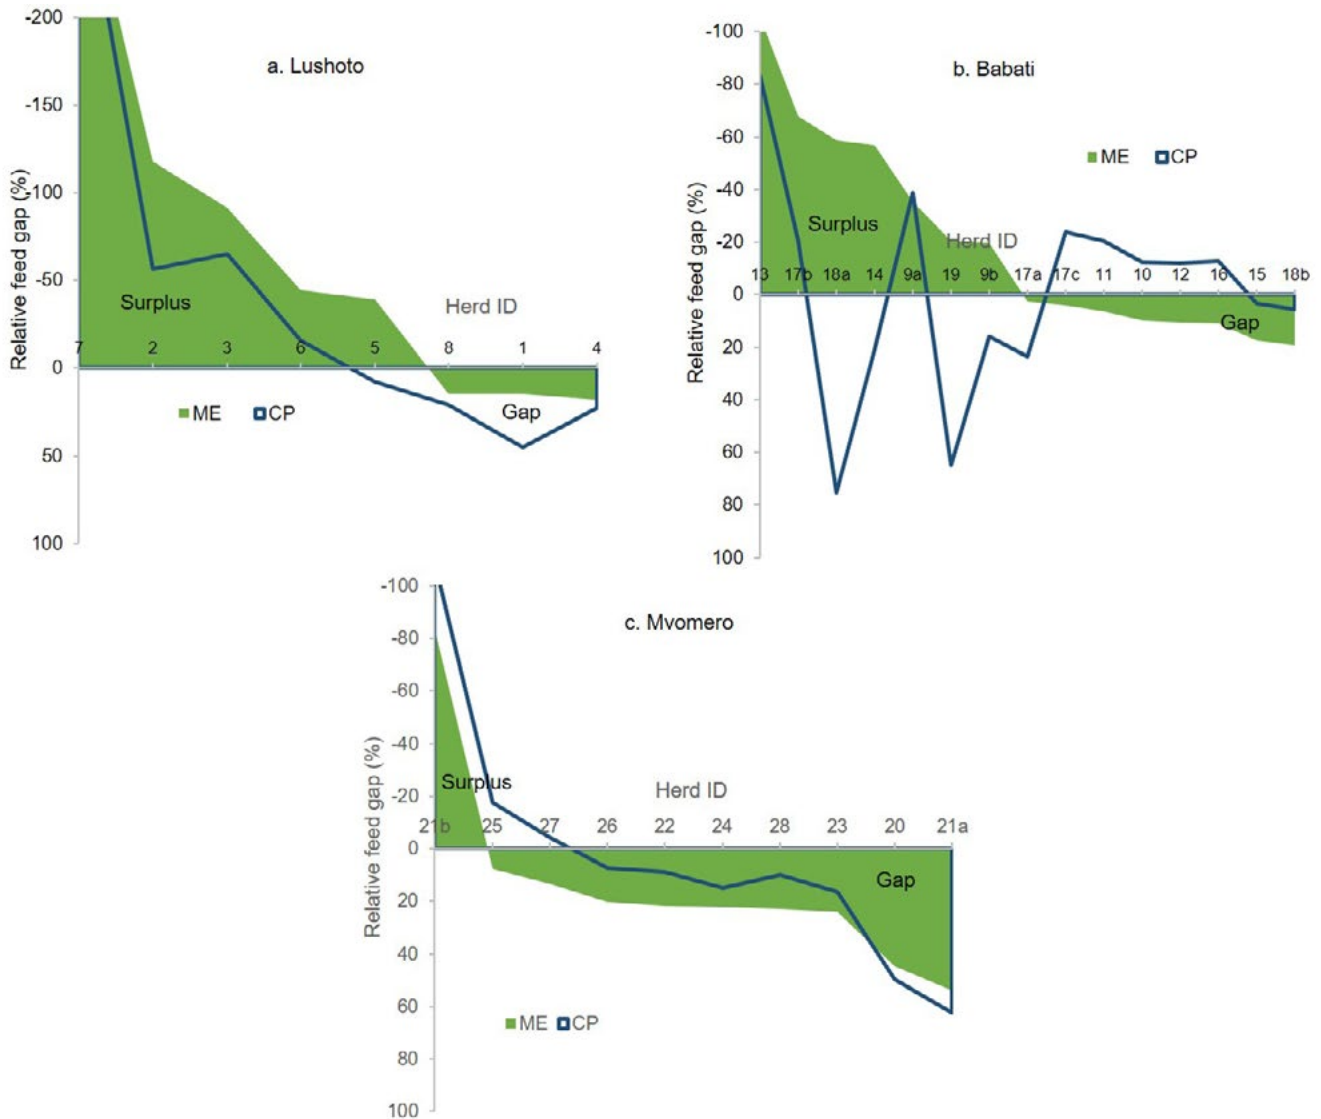 a. Lushoto
Relative feed gap (%)
-200
-150
-100
-50
0
50
100
Surplus
Herd ID
7 2 3 6 5 8 1 4
Gap
ME CP
b. Babati
Relative feed gap (%)
-100
-80
-60
-40
-20
0
20
40
60
80
100
ME CP
Surplus
Herd ID
13 17b 18a 14 9a 19 9b 17a 17c 11 10 12 16 15 18b
Gap
c. Mvomero
Relative feed gap (%)
-100
-80
-60
-40
-20
0
20
40
60
80
100
Surplus
Herd ID
21b 25 27 26 22 24 28 23 20 21a
Gap
ME CP